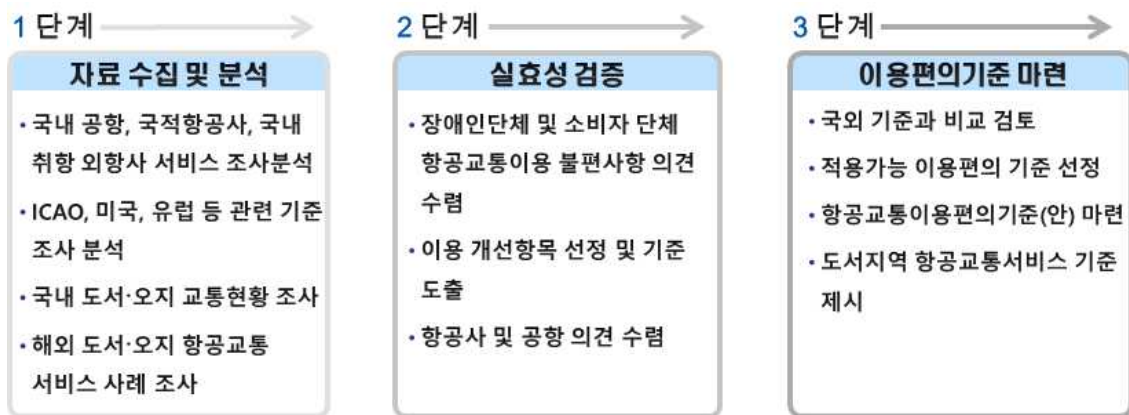 1 단계
자료 수집 및 분석
• 국내 공항, 국적항공사, 국내
취항 외항사 서비스 조사분석
• ICAO, 미국, 유럽 등 관련 기준
조사 분석
• 국내 도서·오지 교통현황 조사
• 해외 도서·오지 항공교통
서비스 사례 조사
2 단계
실효성 검증
• 장애인단체 및 소비자 단체
항공교통이용 불편사항 의견
수렴
• 이용 개선항목 선정 및 기준
도출
• 항공사 및 공항 의견 수렴
3 단계
이용편의기준 마련
• 국외 기준과 비교 검토
• 적용가능 이용편의 기준 선정
• 항공교통이용편의기준(안) 마련
• 도서지역 항공교통서비스 기준
제시